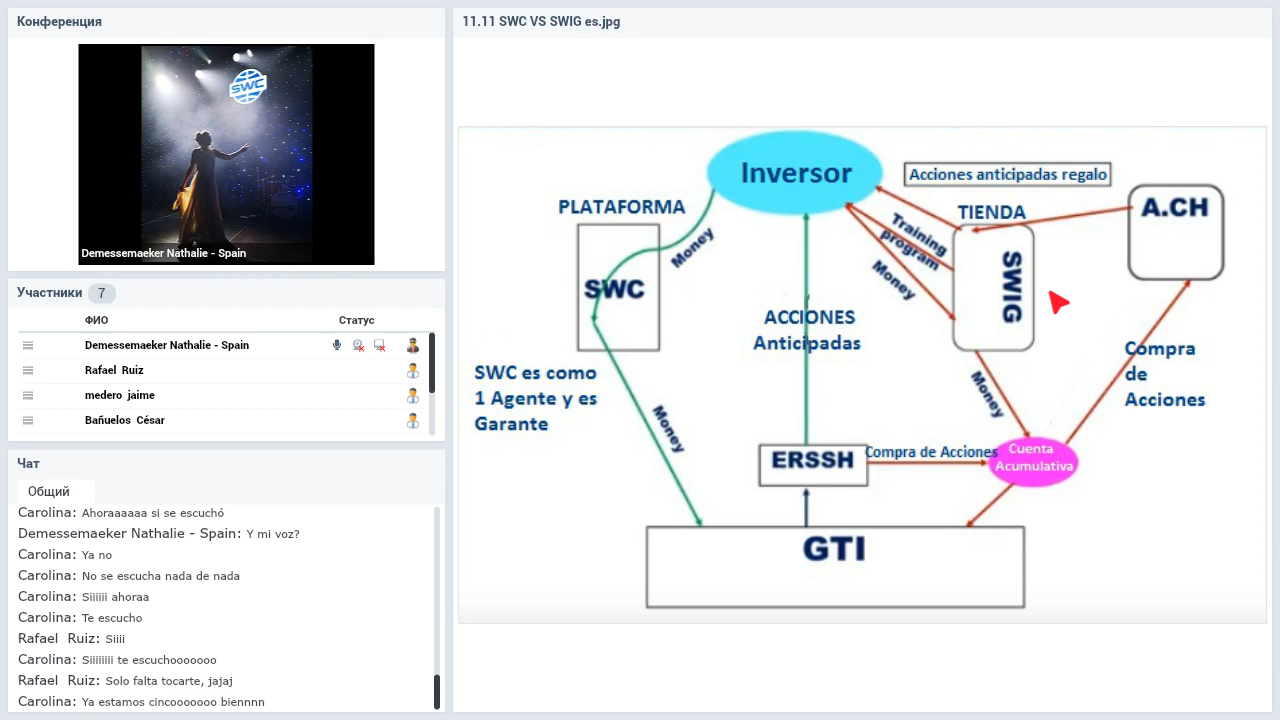 Конференция
SWC
Demessemaeker Nathalie - Spain
Участники 7
ФИО Статус
Demessemaeker Nathalie - Spain
Rafael Ruiz
medero jaime
Bañuelos César
Чат
Общий
Carolina: Ahoraaaaaa si se escuchó
Demessemaeker Nathalie - Spain: Y mi voz?
Carolina: Ya no
Carolina: No se escucha nada de nada
Carolina: Siiiiii ahoraa
Carolina: Te escucho
Rafael Ruiz: Siiii
Carolina: Siiiiiiii te escuchooooooo
Rafael Ruiz: Solo falta tocarte, jajaj
Carolina: Ya estamos cincooooooo biennnn
11.11 SWC VS SWIG es.jpg
Inversor
Acciones anticipadas regalo
PLATAFORMA
TIENDA
A.CH
Money
Training
program
Money
SWC
SWIG
ACCIONES
Anticipadas
Compra
de
Acciones
SWC es como
1 Agente y es
Garante
Money
Money
ERSSH
Compra de Acciones
Cuenta
Acumulativa
GTI